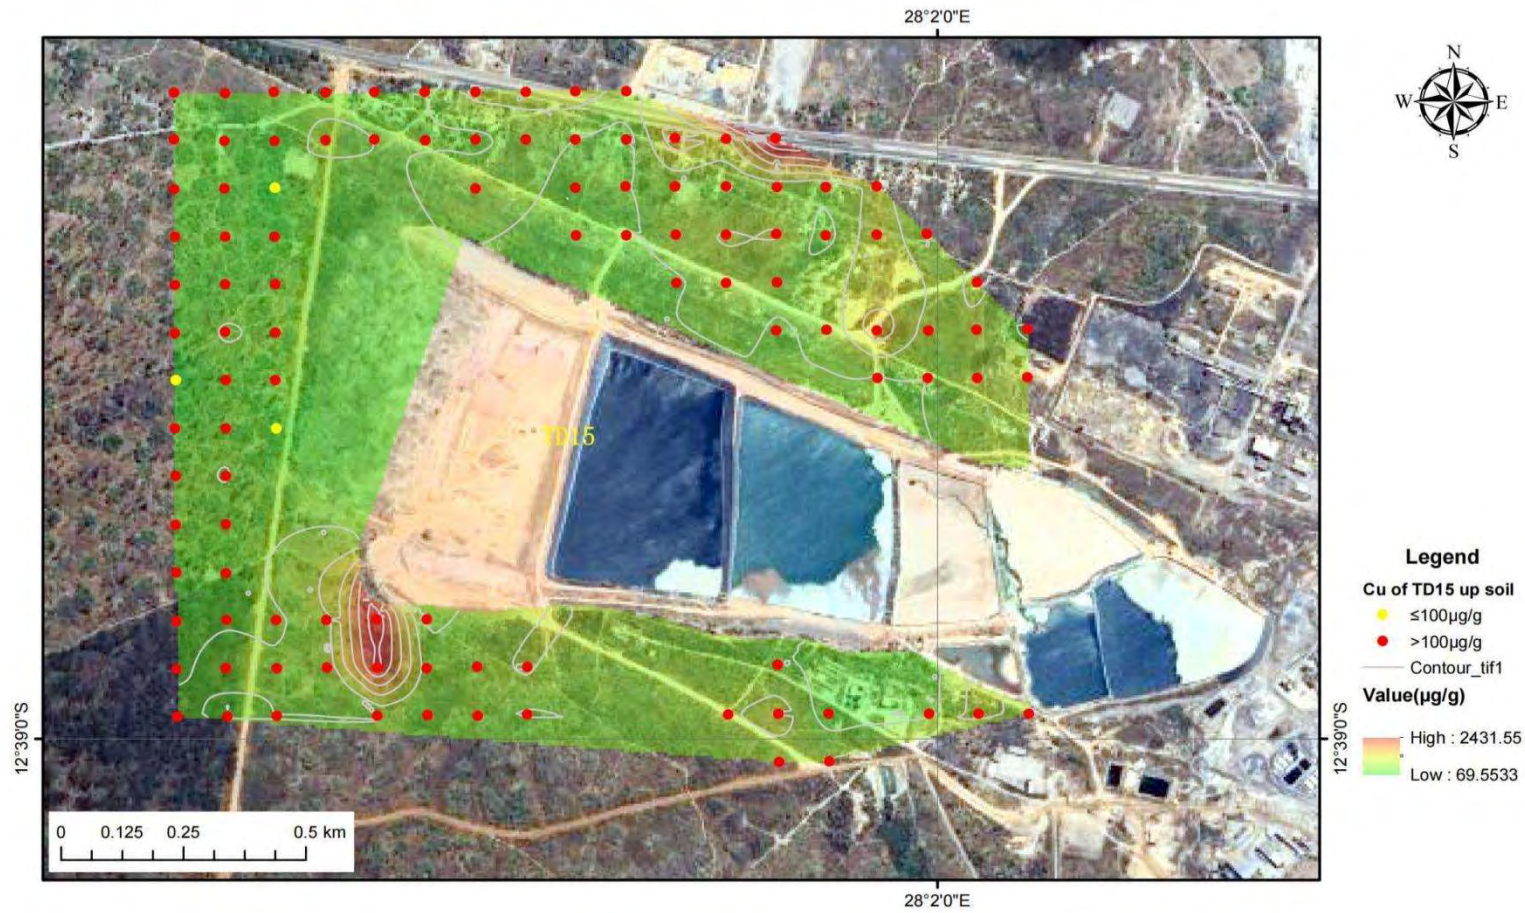 28°2'0"E
N
W
E
S
TD15
Legend
Cu of TD15 up soil
≤100µg/g
>100µg/g
Contour_tif1
Value(µg/g)
High : 2431.55
Low : 69.5533
12°39'0"S
12°39'0"S
0 0.125 0.25 0.5 km
28°2'0"E